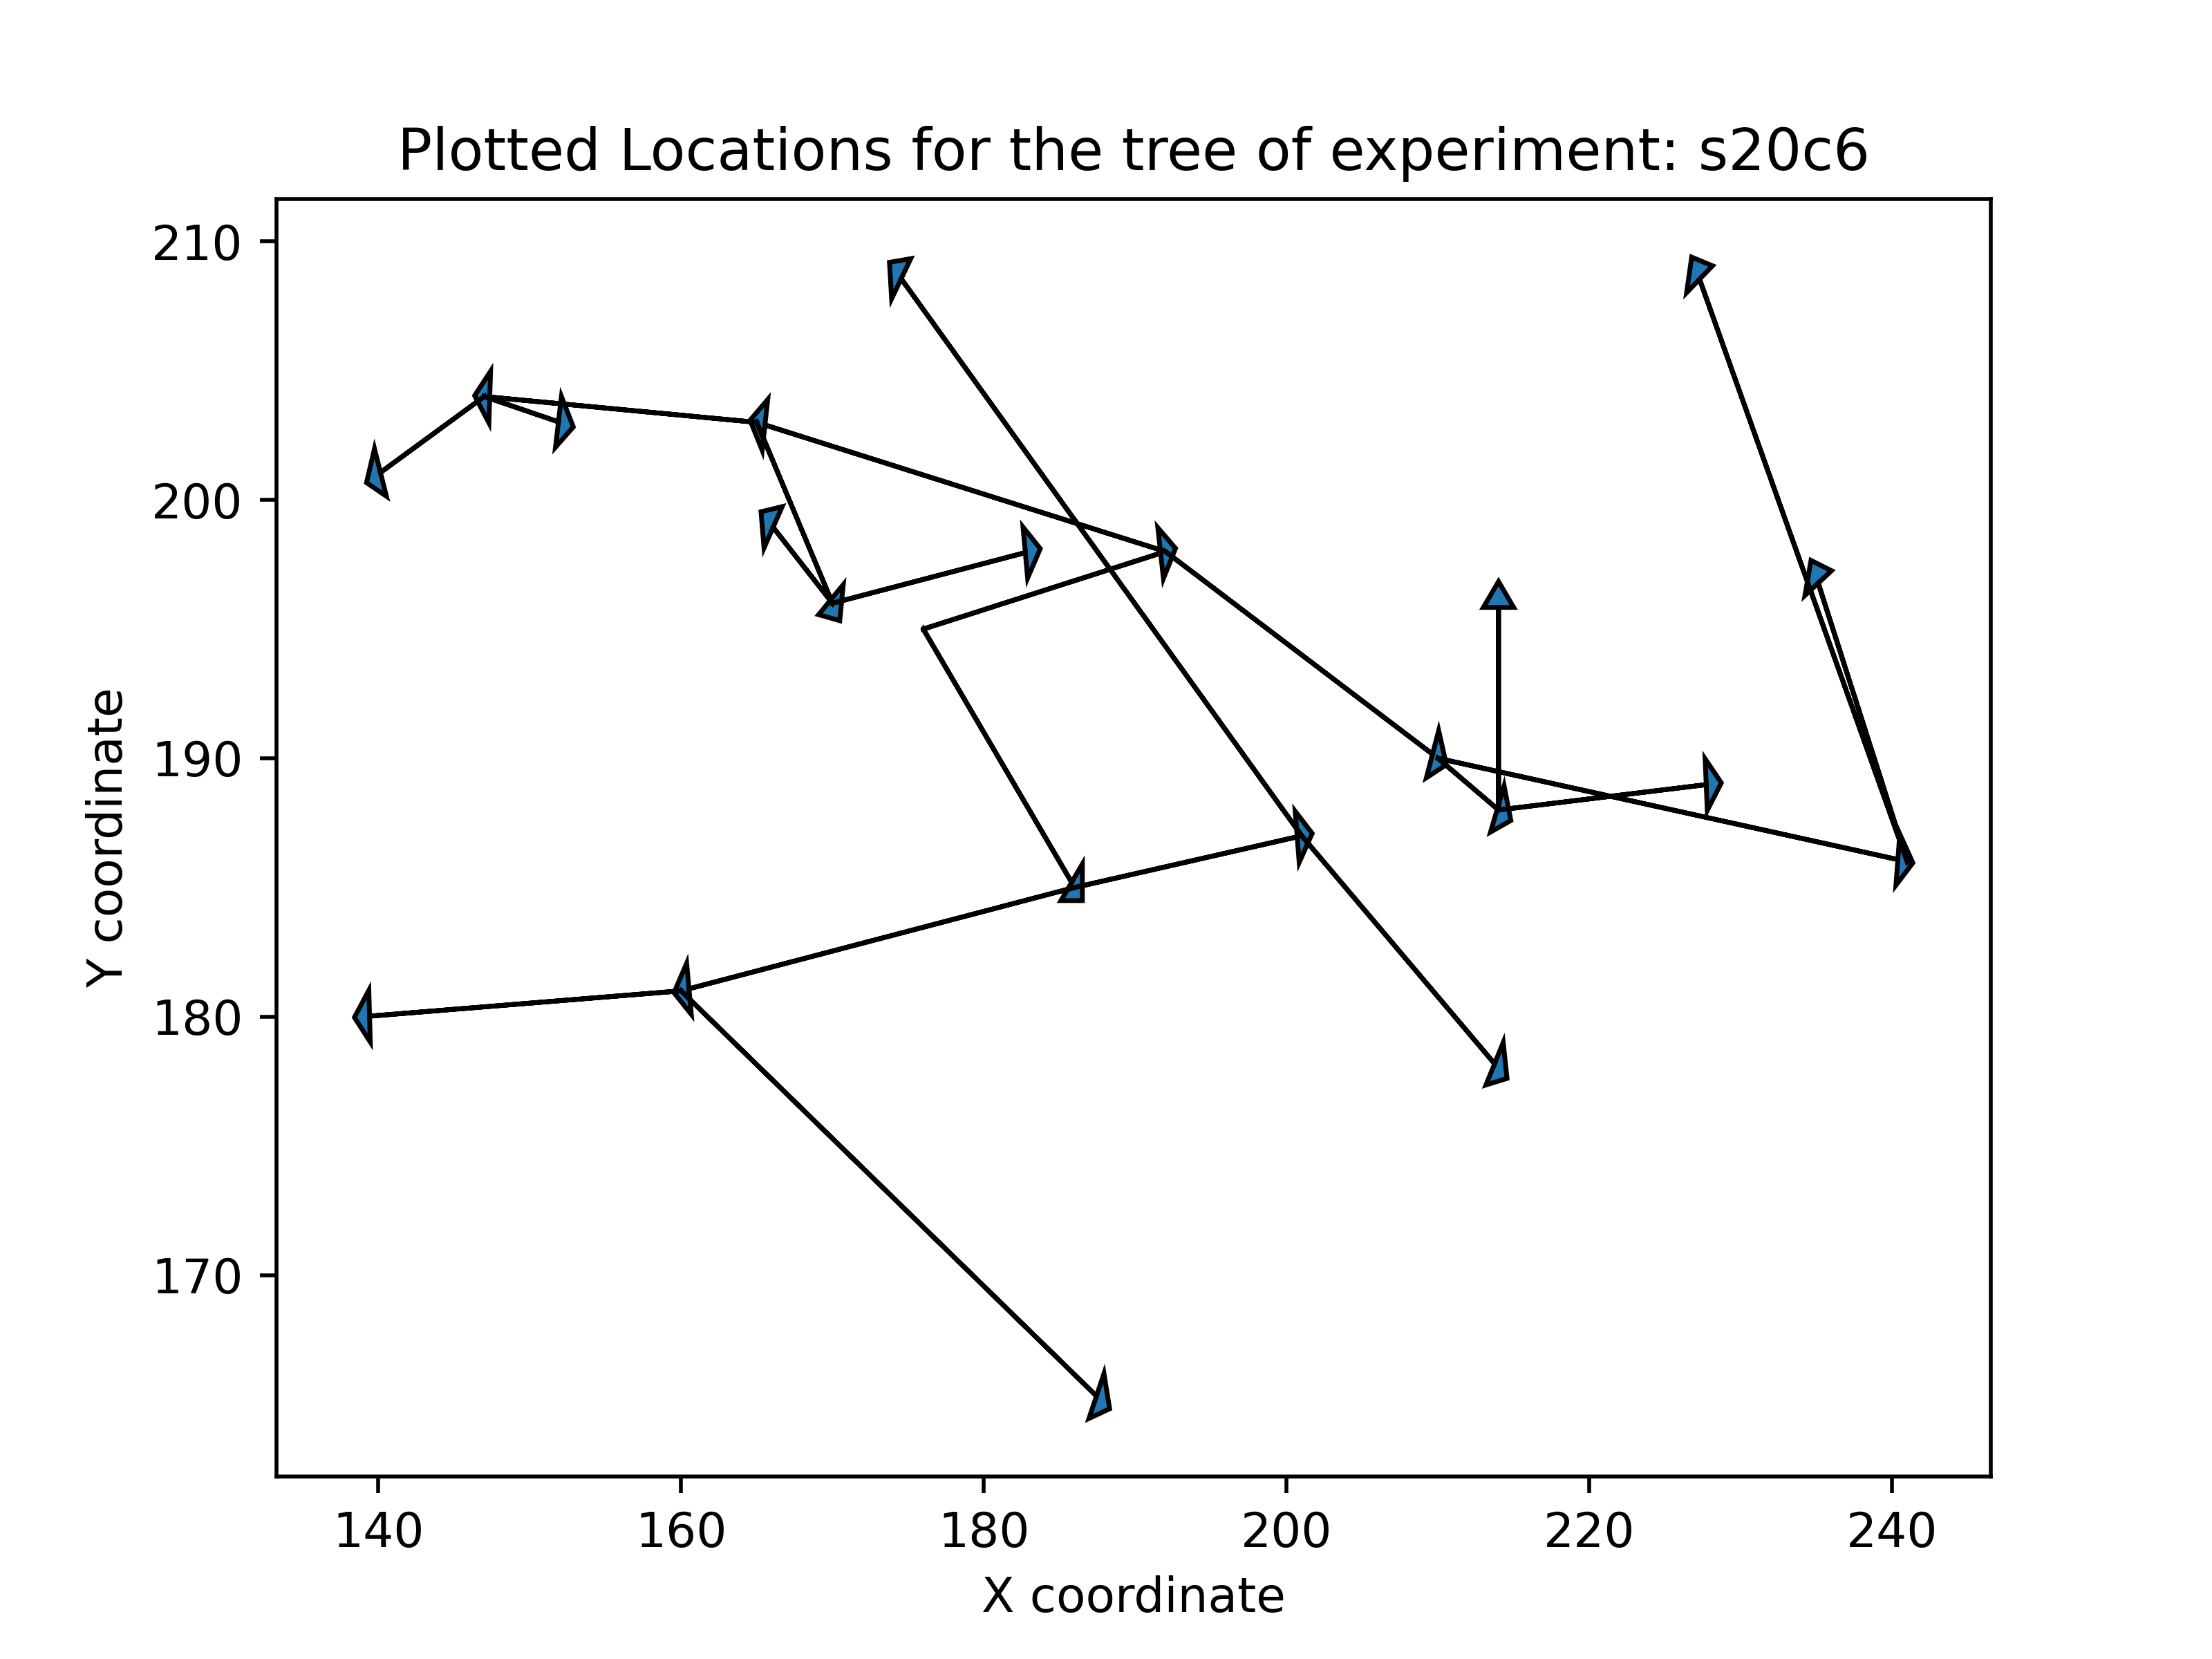 Plotted Locations for the tree of experiment: s20c6
210
200
190
180
170
Y coordinate
140 160 180 200 220 240
X coordinate